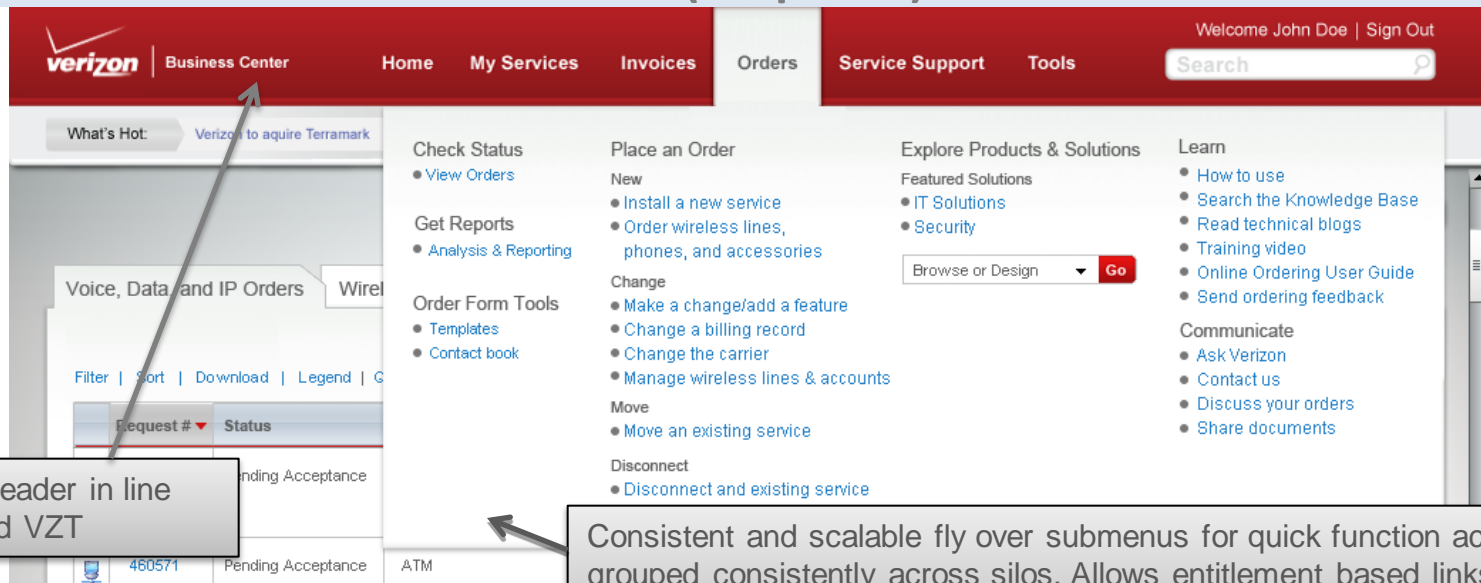 Welcome John Doe | Sign Out
verizon | Business Center
Home My Services Invoices Orders Service Support Tools
Search
What's Hot: Verizon to aquire Terramark
Check Status
View Orders
Get Reports
Analysis & Reporting
Order Form Tools
Templates
Contact book
Place an Order
New
Install a new service
Order wireless lines,
phones, and accessories
Change
Make a change/add a feature
Change a billing record
Change the carrier
Manage wireless lines & accounts
Move
Move an existing service
Disconnect
Disconnect and existing service
Explore Products & Solutions
Featured Solutions
IT Solutions
Security
Browse or Design Go
Learn
How to use
Search the Knowledge Base
Read technical blogs
Training video
Online Ordering User Guide
Send ordering feedback
Communicate
Ask Verizon
Contact us
Discuss your orders
Share documents
Voice, Data, and IP Orders
Filter | Sort | Download | Legend |
Request # Status
Pending Acceptance
460571 Pending Acceptance ATM
eader in line
d VZT
Consistent and scalable fly over submenus for quick function
grouped consistently across silos. Allows entitlement based link